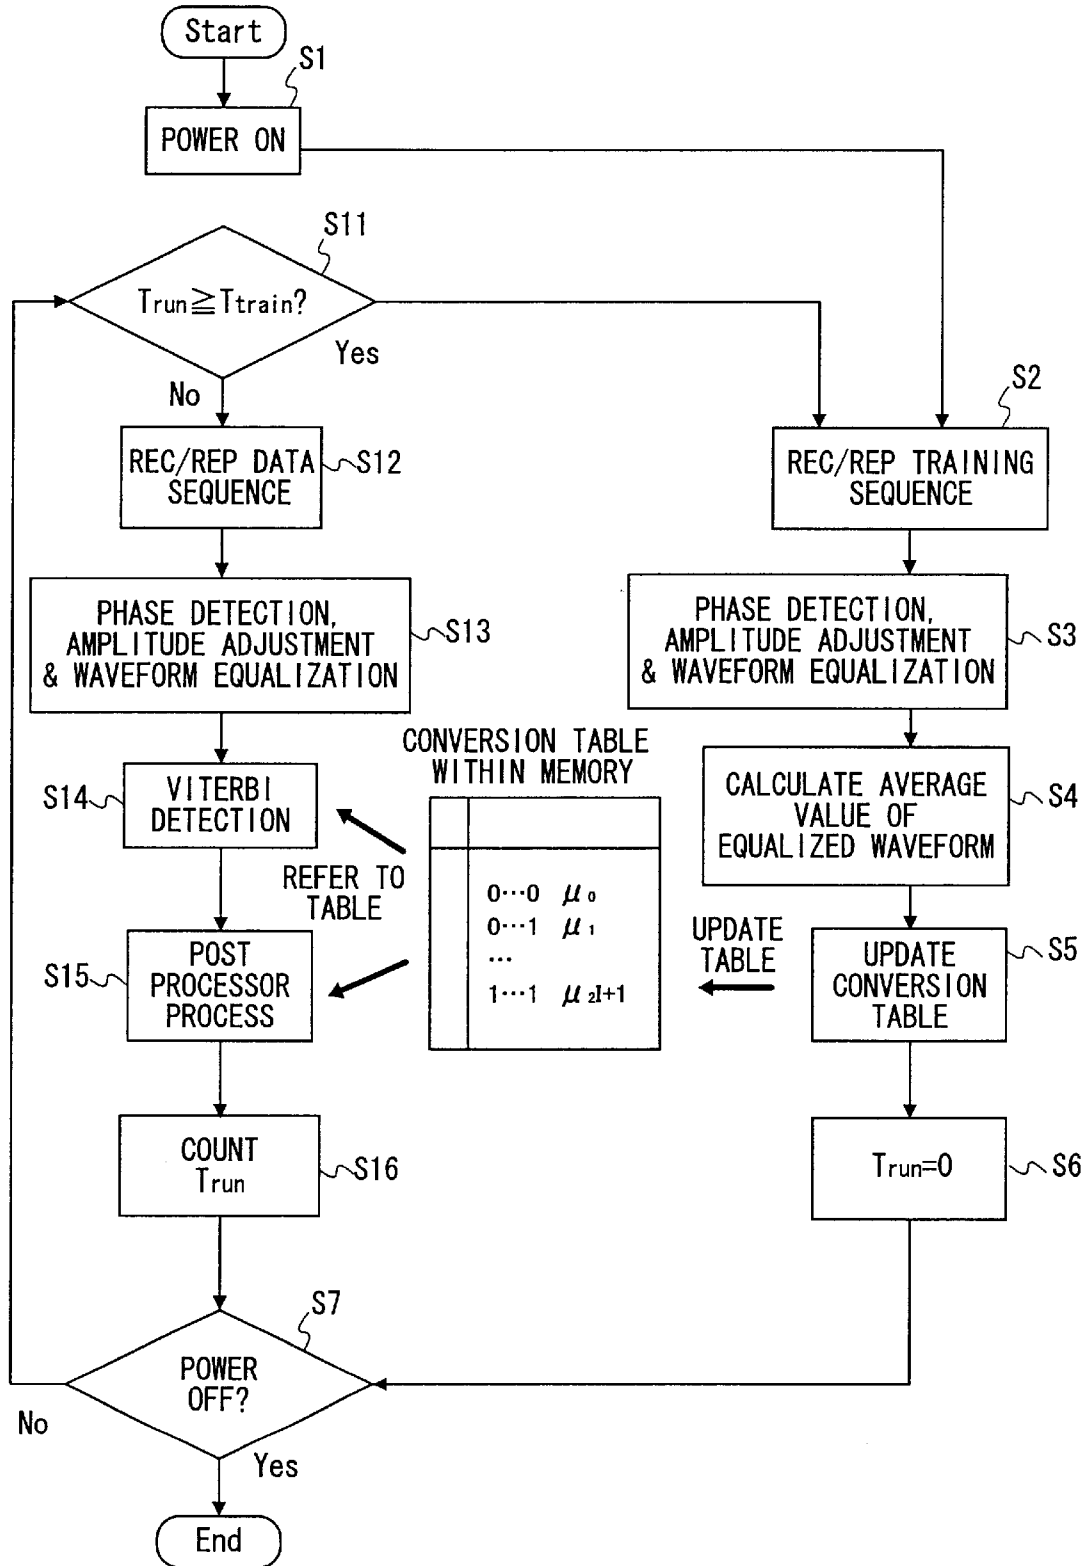 Start
S1
POWER ON
S11
Trun≧Ttrain?
Yes
No
S2
REC/REP DATA
SEQUENCE
S12
REC/REP TRAINING
SEQUENCE
PHASE DETECTION,
AMPLITUDE ADJUSTMENT
& WAVEFORM EQUALIZATION
S13
PHASE DETECTION,
AMPLITUDE ADJUSTMENT
& WAVEFORM EQUALIZATION
S3
CONVERSION TABLE
WITHIN MEMORY
S14
VITERBI
DETECTION
CALCULATE AVERAGE
VALUE OF
EQUALIZED WAVEFORM
S4
REFER TO
TABLE
0···0 μ0
0···1 μ1
···
1···1 μ2I+1
UPDATE
TABLE
S15
POST
PROCESSOR
PROCESS
UPDATE
CONVERSION
TABLE
S5
COUNT
Trun
S16
Trun=0
S6
S7
POWER
OFF?
No
Yes
End